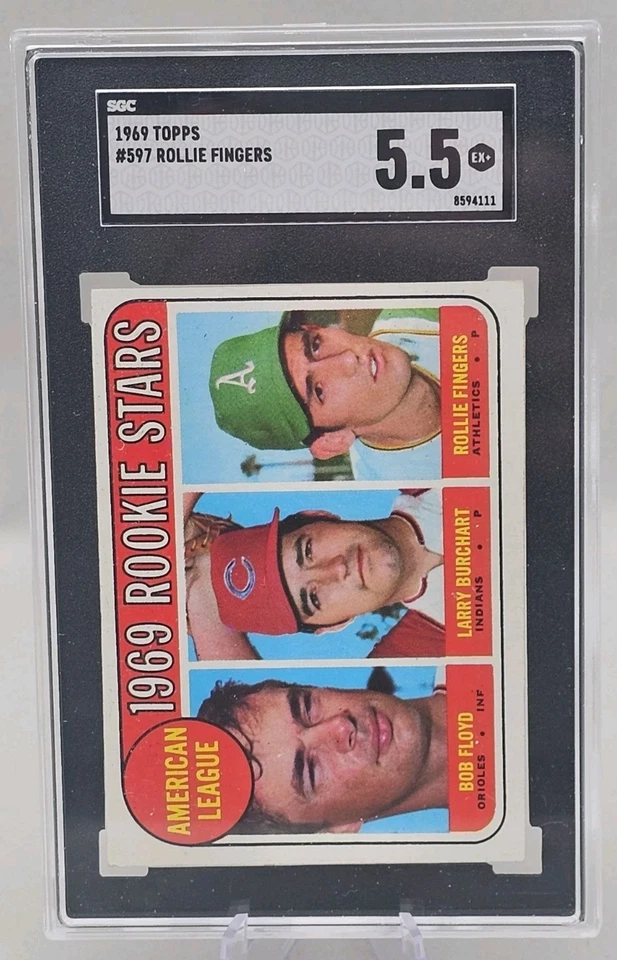 SGC
1969 TOPPS
#597 ROLLIE FINGERS
5.5
EX+
8594111
1969 ROOKIE STARS
AMERICAN
LEAGUE
A
C
BOB FLOYD
ORIOLES • INF
LARRY BURCHART
INDIANS • P
ROLLIE FINGERS
ATHLETICS • P